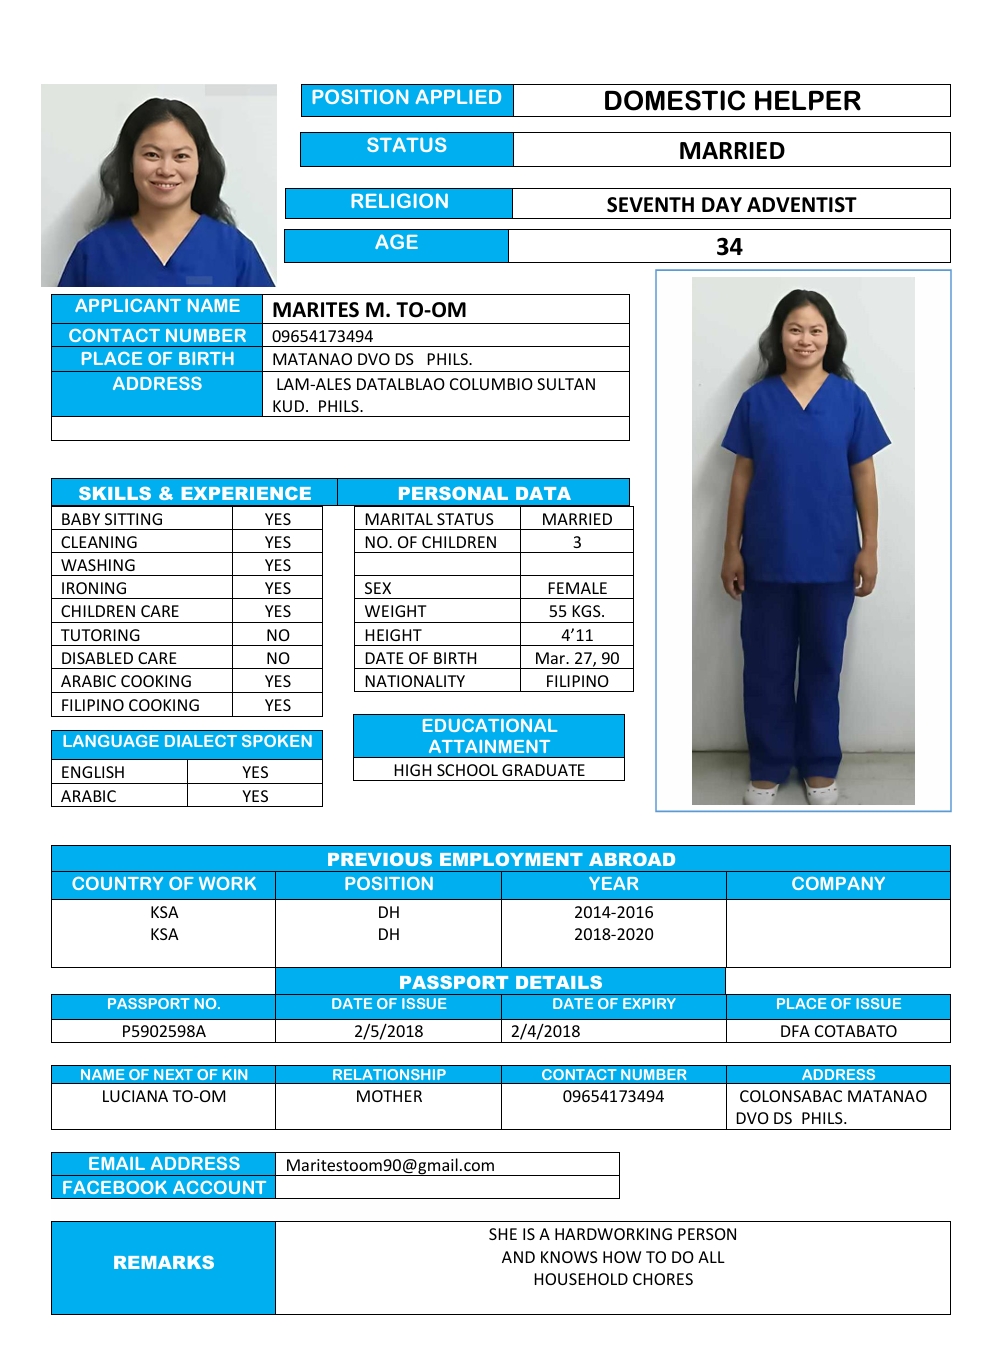 POSITION APPLIED DOMESTIC HELPER
STATUS MARRIED
RELIGION SEVENTH DAY ADVENTIST
AGE 34
APPLICANT NAME MARITES M. TO-OM
CONTACT NUMBER 09654173494
PLACE OF BIRTH MATANAO DVO DS PHILS.
ADDRESS LAM-ALES DATALBLAO COLUMBIO SULTAN
KUD. PHILS.
SKILLS & EXPERIENCE PERSONAL DATA
BABY SITTING YES MARITAL STATUS MARRIED
CLEANING YES NO. OF CHILDREN 3
WASHING YES
IRONING YES SEX FEMALE
CHILDREN CARE YES WEIGHT 55 KGS.
TUTORING NO HEIGHT 4’11
DISABLED CARE NO DATE OF BIRTH Mar. 27, 90
ARABIC COOKING YES NATIONALITY FILIPINO
FILIPINO COOKING YES
LANGUAGE DIALECT SPOKEN
ENGLISH YES
ARABIC YES
EDUCATIONAL
ATTAINMENT
HIGH SCHOOL GRADUATE
PREVIOUS EMPLOYMENT ABROAD
COUNTRY OF WORK POSITION YEAR COMPANY
KSA DH 2014-2016
KSA DH 2018-2020
PASSPORT DETAILS
PASSPORT NO. DATE OF ISSUE DATE OF EXPIRY PLACE OF ISSUE
P5902598A 2/5/2018 2/4/2018 DFA COTABATO
NAME OF NEXT OF KIN RELATIONSHIP CONTACT NUMBER ADDRESS
LUCIANA TO-OM MOTHER 09654173494 COLONSABAC MATANAO
DVO DS PHILS.
EMAIL ADDRESS Maritestoom90@gmail.com
FACEBOOK ACCOUNT
REMARKS
SHE IS A HARDWORKING PERSON
AND KNOWS HOW TO DO ALL
HOUSEHOLD CHORES